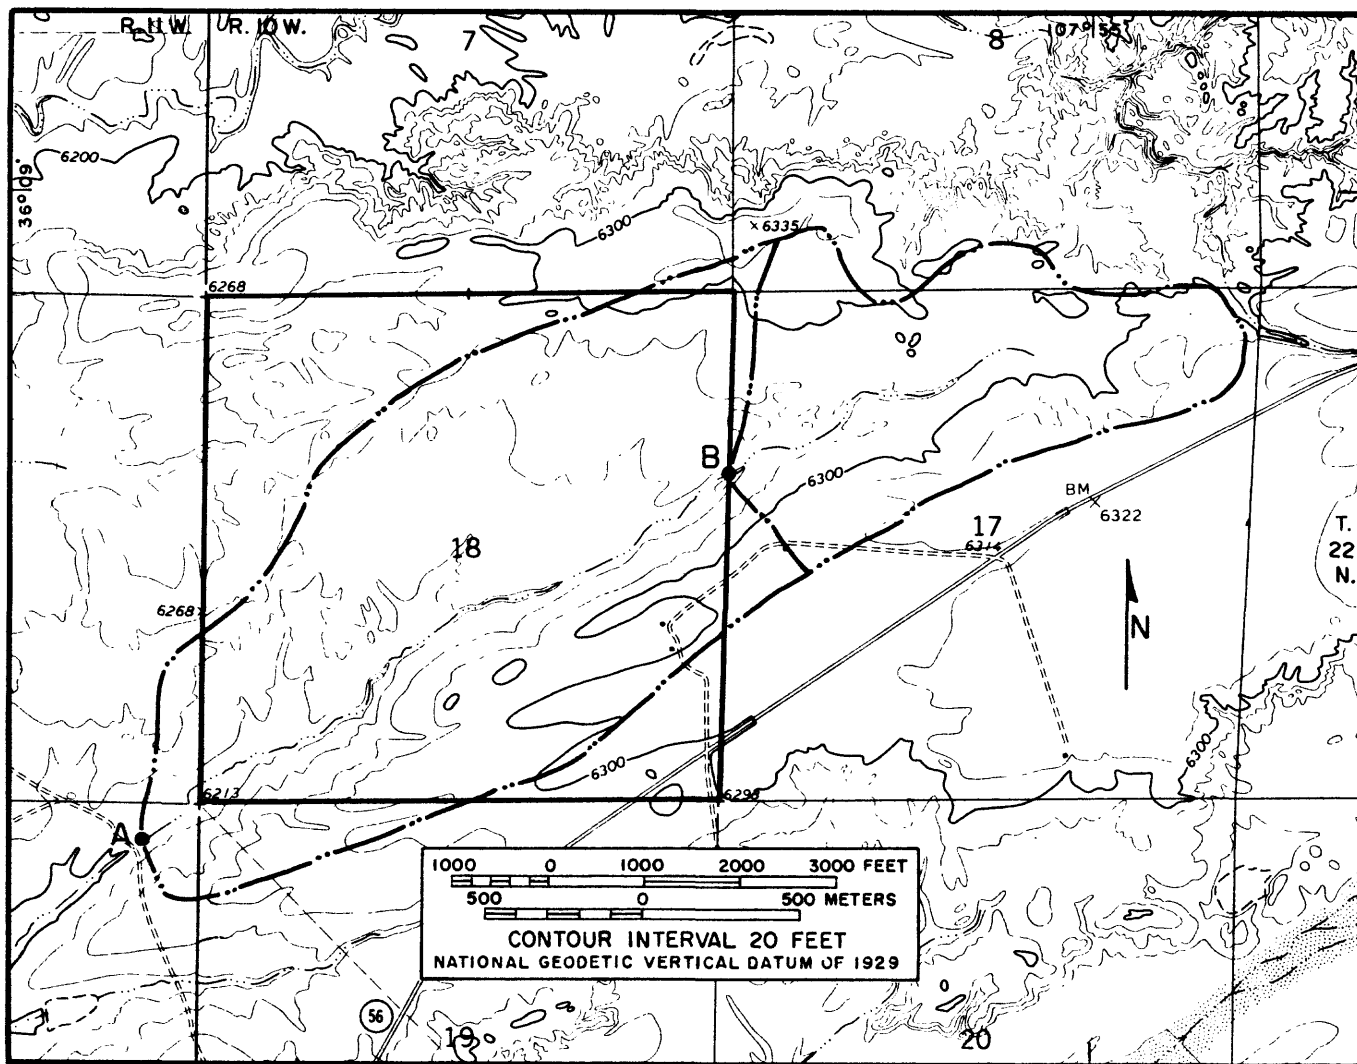 R. 11 W. R. 10 W.
7
8
107° 55'
6200
36° 09'
6300
6335
6268
B
6300
BM
6322
17
6314
T. 22 N.
18
N
6268
6300
6300
6213
6298
A
1000 0 1000 2000 3000 FEET
500 0 500 METERS
CONTOUR INTERVAL 20 FEET
NATIONAL GEODETIC VERTICAL DATUM OF 1929
56
19
20